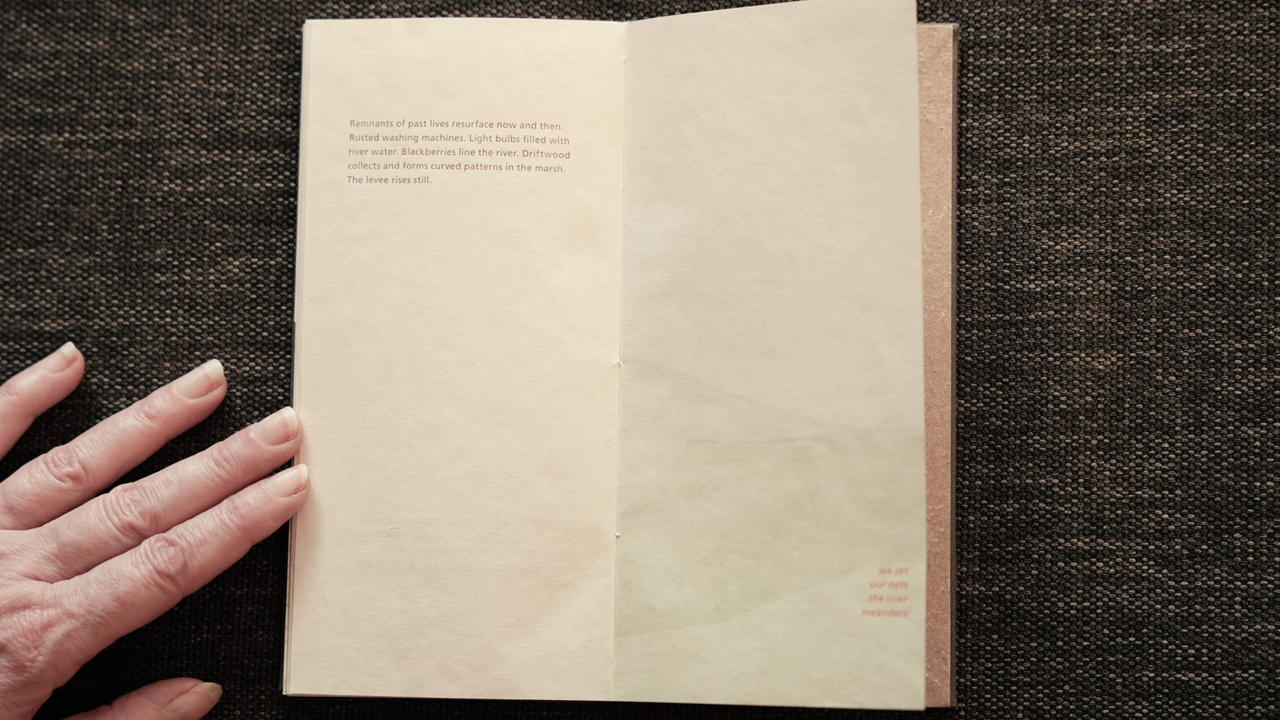 Remnants of past lives resurface now and then.
Rusted washing machines. Light bulbs filled with
river water. Blackberries line the river. Driftwood
collects and forms curved patterns in the marsh.
The levee rises still.
we set
our nets
the river
meanders